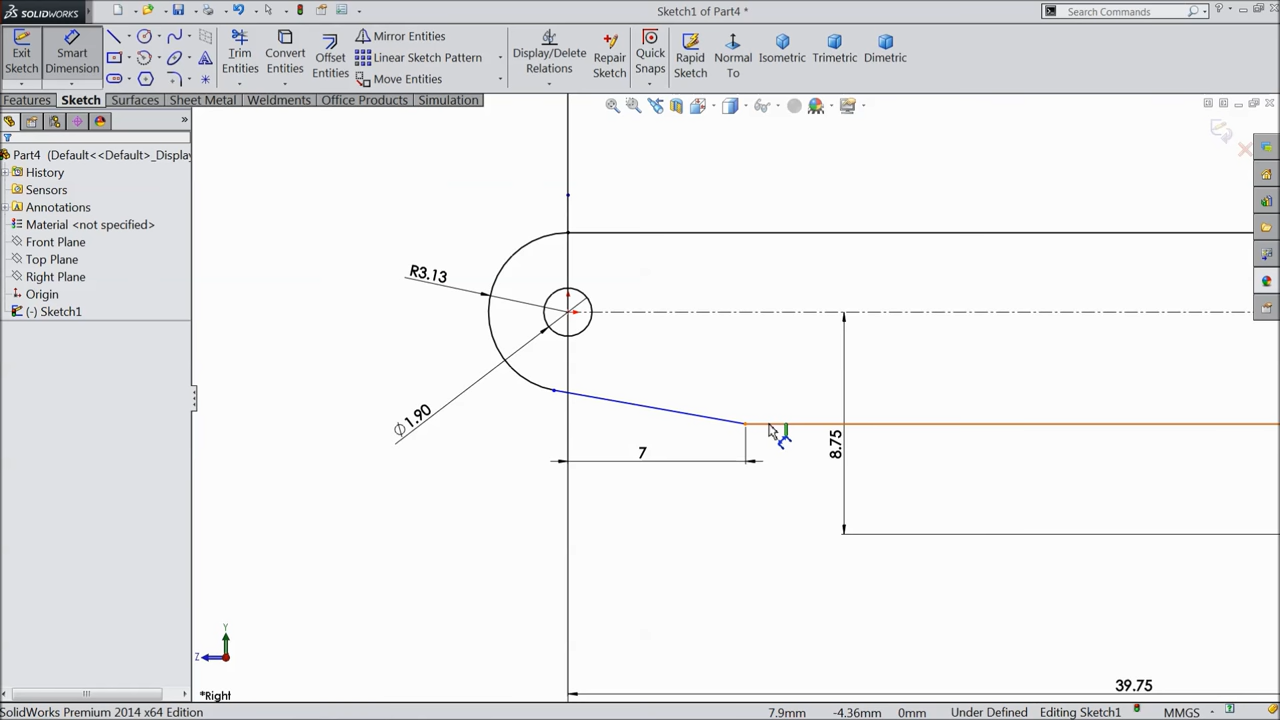 SOLIDWORKS
Sketch1 of Part4 *
Search Commands
Exit Sketch
Smart Dimension
Trim Entities
Convert Entities
Offset Entities
Mirror Entities
Linear Sketch Pattern
Move Entities
Display/Delete Relations
Repair Sketch
Quick Snaps
Rapid Sketch
Normal To
Isometric
Trimetric
Dimetric
Features
Sketch
Surfaces
Sheet Metal
Weldments
Office Products
Simulation
Part4 (Default<<Default>_Display
History
Sensors
Annotations
Material <not specified>
Front Plane
Top Plane
Right Plane
Origin
(-) Sketch1
R3.13
Ø1.90
7
8.75
39.75
Y
Z
*Right
SolidWorks Premium 2014 x64 Edition
7.9mm
-4.36mm
0mm
Under Defined
Editing Sketch1
MMGS